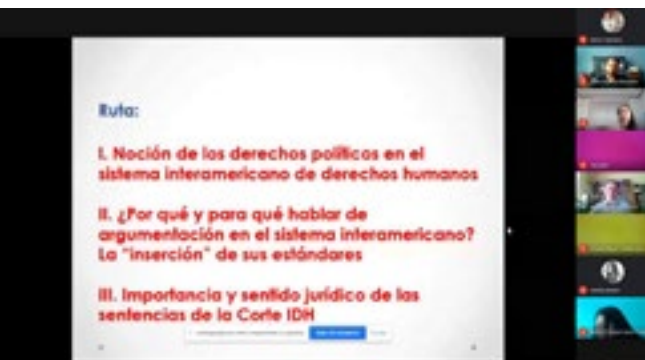 Ruta:
I. Noción de los derechos políticos en el
sistema interamericano de derechos humanos
II. ¿Por qué y para qué hablar de
argumentación en el sistema interamericano?
La "inserción" de sus estándares
III. Importancia y sentido jurídico de las
sentencias de la Corte IDH